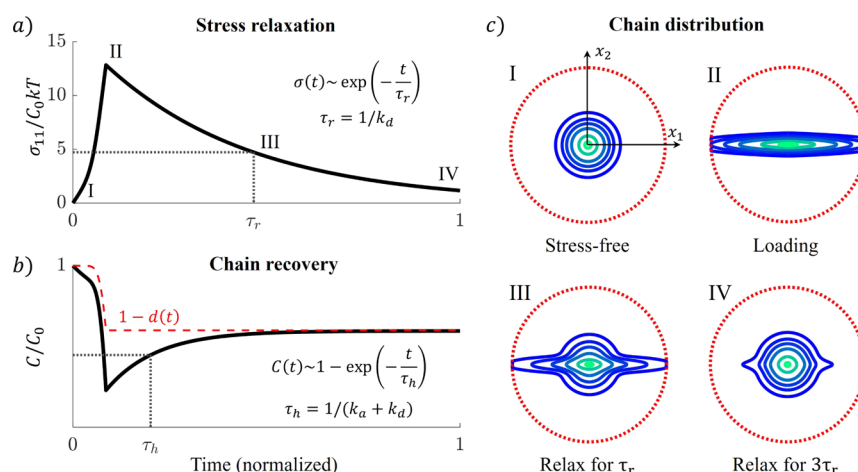 a) Stress relaxation
15
10
5
0
σ₁₁/C₀kT
I
II
III
IV
σ(t)~ exp(−t/τᵣ)
τᵣ = 1/k_d
0
τᵣ
1
b) Chain recovery
1
C/C₀
1 − d(t)
C(t)~1 − exp(−t/τₕ)
τₕ = 1/(kₐ + k_d)
0
τₕ
1
Time (normalized)
c) Chain distribution
I
x₂
x₁
Stress-free
II
Loading
III
Relax for τᵣ
IV
Relax for 3τᵣ